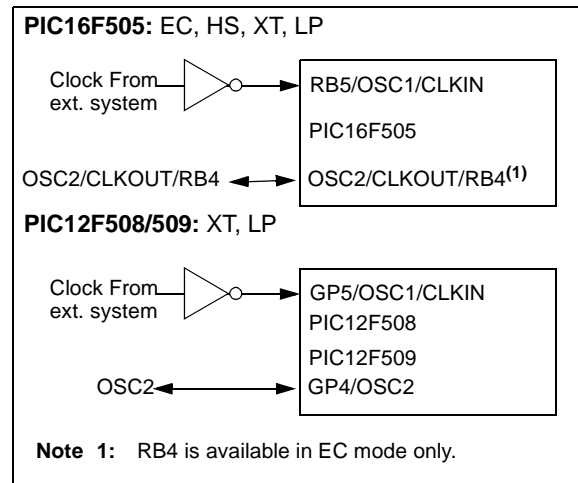 PIC16F505: EC, HS, XT, LP
Clock From
ext. system
RB5/OSC1/CLKIN
PIC16F505
OSC2/CLKOUT/RB4
OSC2/CLKOUT/RB4(1)
PIC12F508/509: XT, LP
Clock From
ext. system
GP5/OSC1/CLKIN
PIC12F508
PIC12F509
OSC2
GP4/OSC2
Note 1: RB4 is available in EC mode only.